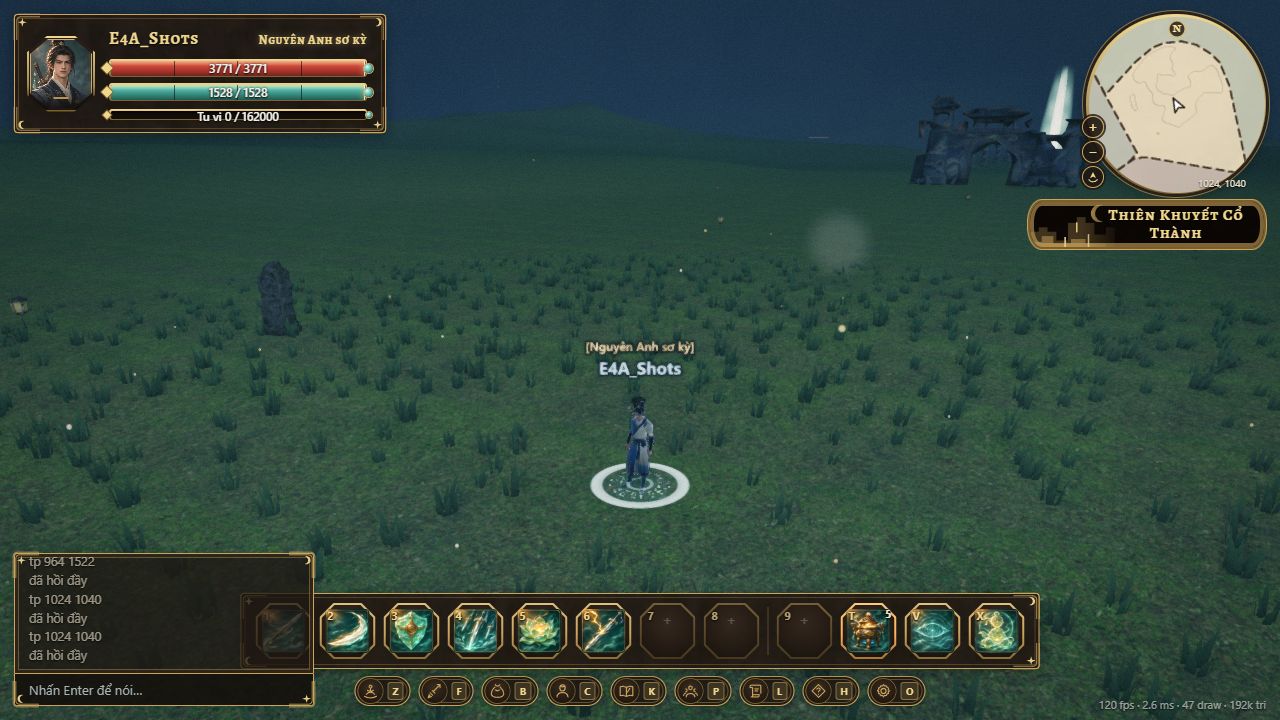 E4A_Shots
Nguyên Anh sơ kỳ
3771 / 3771
1528 / 1528
Tu vi 0 / 162000
N
+
−
1024, 1040
Thiên Khuyết Cổ
Thành
[Nguyên Anh sơ kỳ]
E4A_Shots
tp 964 1522
đã hồi đầy
tp 1024 1040
đã hồi đầy
tp 1024 1040
đã hồi đầy
Nhấn Enter để nói...
1 2 3 4 5 6 7 8 9 T 5 V X
+ + +
Z F B C K P L H O
120 fps · 2.6 ms · 47 draw · 192k tri